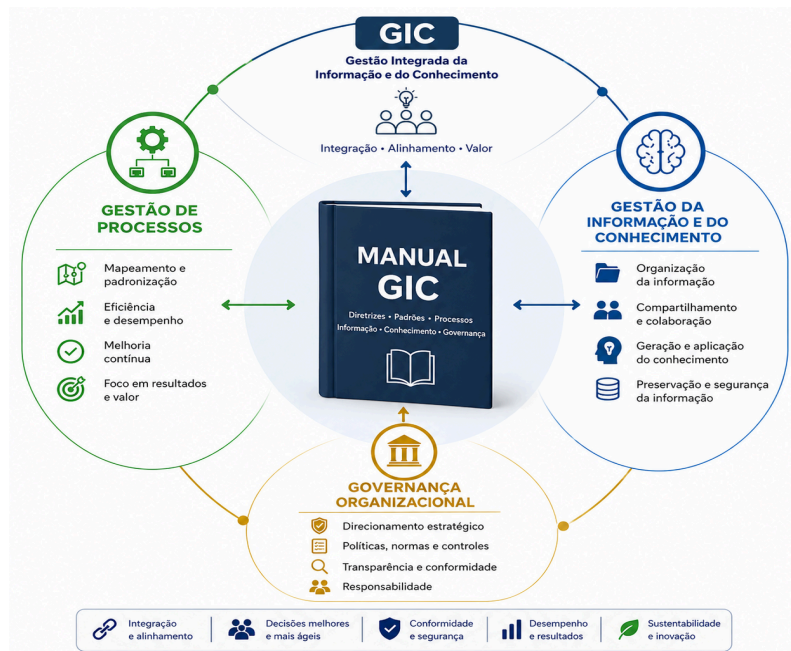 GIC
Gestão Integrada da
Informação e do Conhecimento
Integração • Alinhamento • Valor
GESTÃO DE
PROCESSOS
Mapeamento e
padronização
Eficiência
e desempenho
Melhoria
contínua
Foco em resultados
e valor
MANUAL
GIC
Diretrizes • Padrões • Processos
Informação • Conhecimento • Governança
GESTÃO DA
INFORMAÇÃO E DO
CONHECIMENTO
Organização
da informação
Compartilhamento
e colaboração
Geração e aplicação
do conhecimento
Preservação e segurança
da informação
GOVERNANÇA
ORGANIZACIONAL
Direcionamento estratégico
Políticas, normas e controles
Transparência e conformidade
Responsabilidade
Integração
e alinhamento
Decisões melhores
e mais ágeis
Conformidade
e segurança
Desempenho
e resultados
Sustentabilidade
e inovação